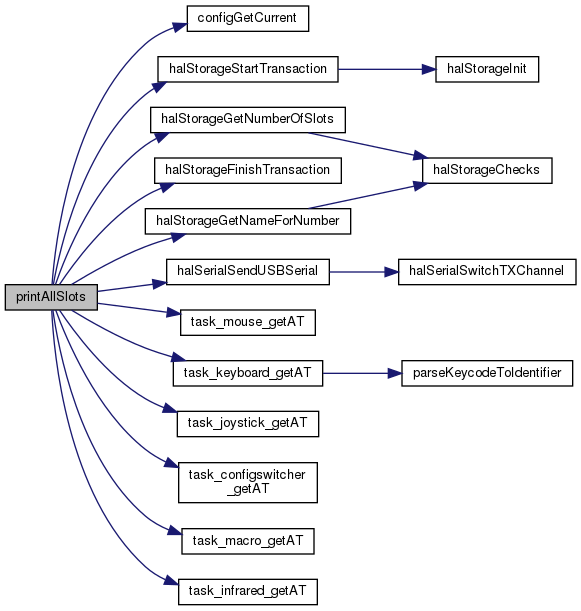 configGetCurrent
halStorageStartTransaction
halStorageInit
halStorageGetNumberOfSlots
halStorageFinishTransaction
halStorageChecks
halStorageGetNameForNumber
halSerialSendUSBSerial
halSerialSwitchTXChannel
printAllSlots
task_mouse_getAT
task_keyboard_getAT
parseKeycodeToIdentifier
task_joystick_getAT
task_configswitcher
_getAT
task_macro_getAT
task_infrared_getAT